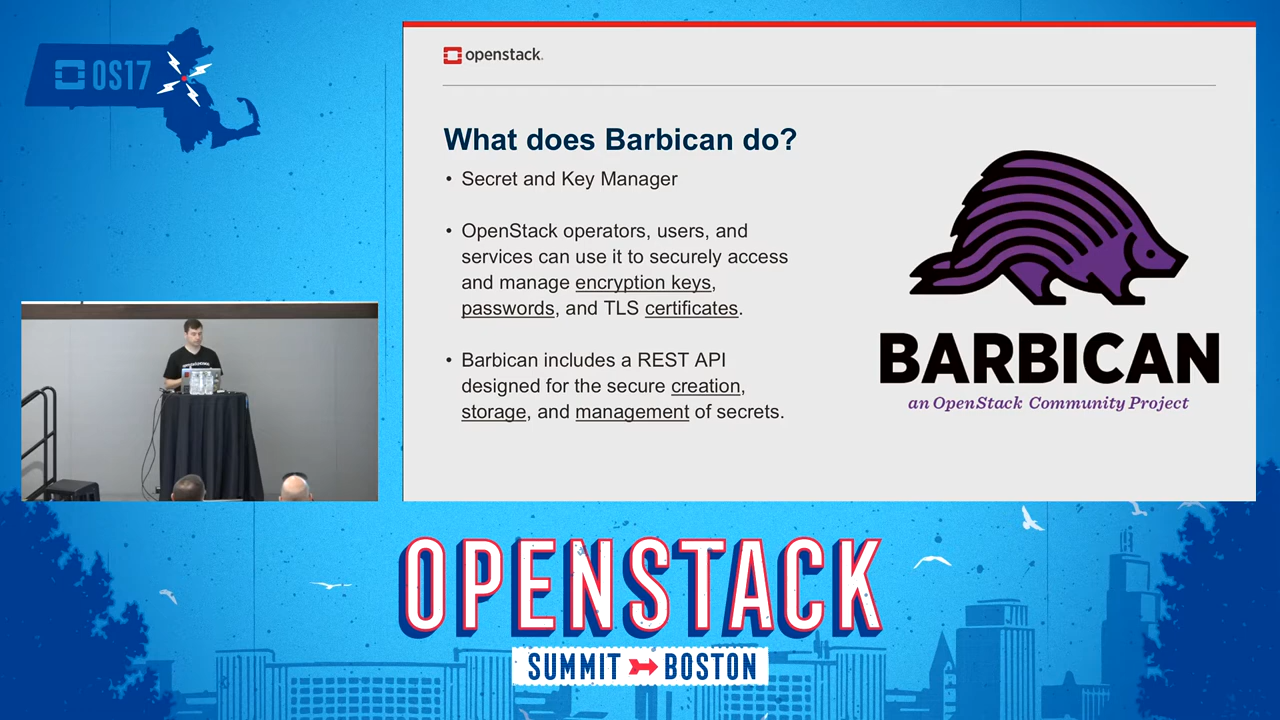 OS17
openstack.
What does Barbican do?
• Secret and Key Manager
• OpenStack operators, users, and
services can use it to securely access
and manage encryption keys,
passwords, and TLS certificates.
• Barbican includes a REST API
designed for the secure creation,
storage, and management of secrets.
BARBICAN
an OpenStack Community Project
OPENSTACK
SUMMIT BOSTON